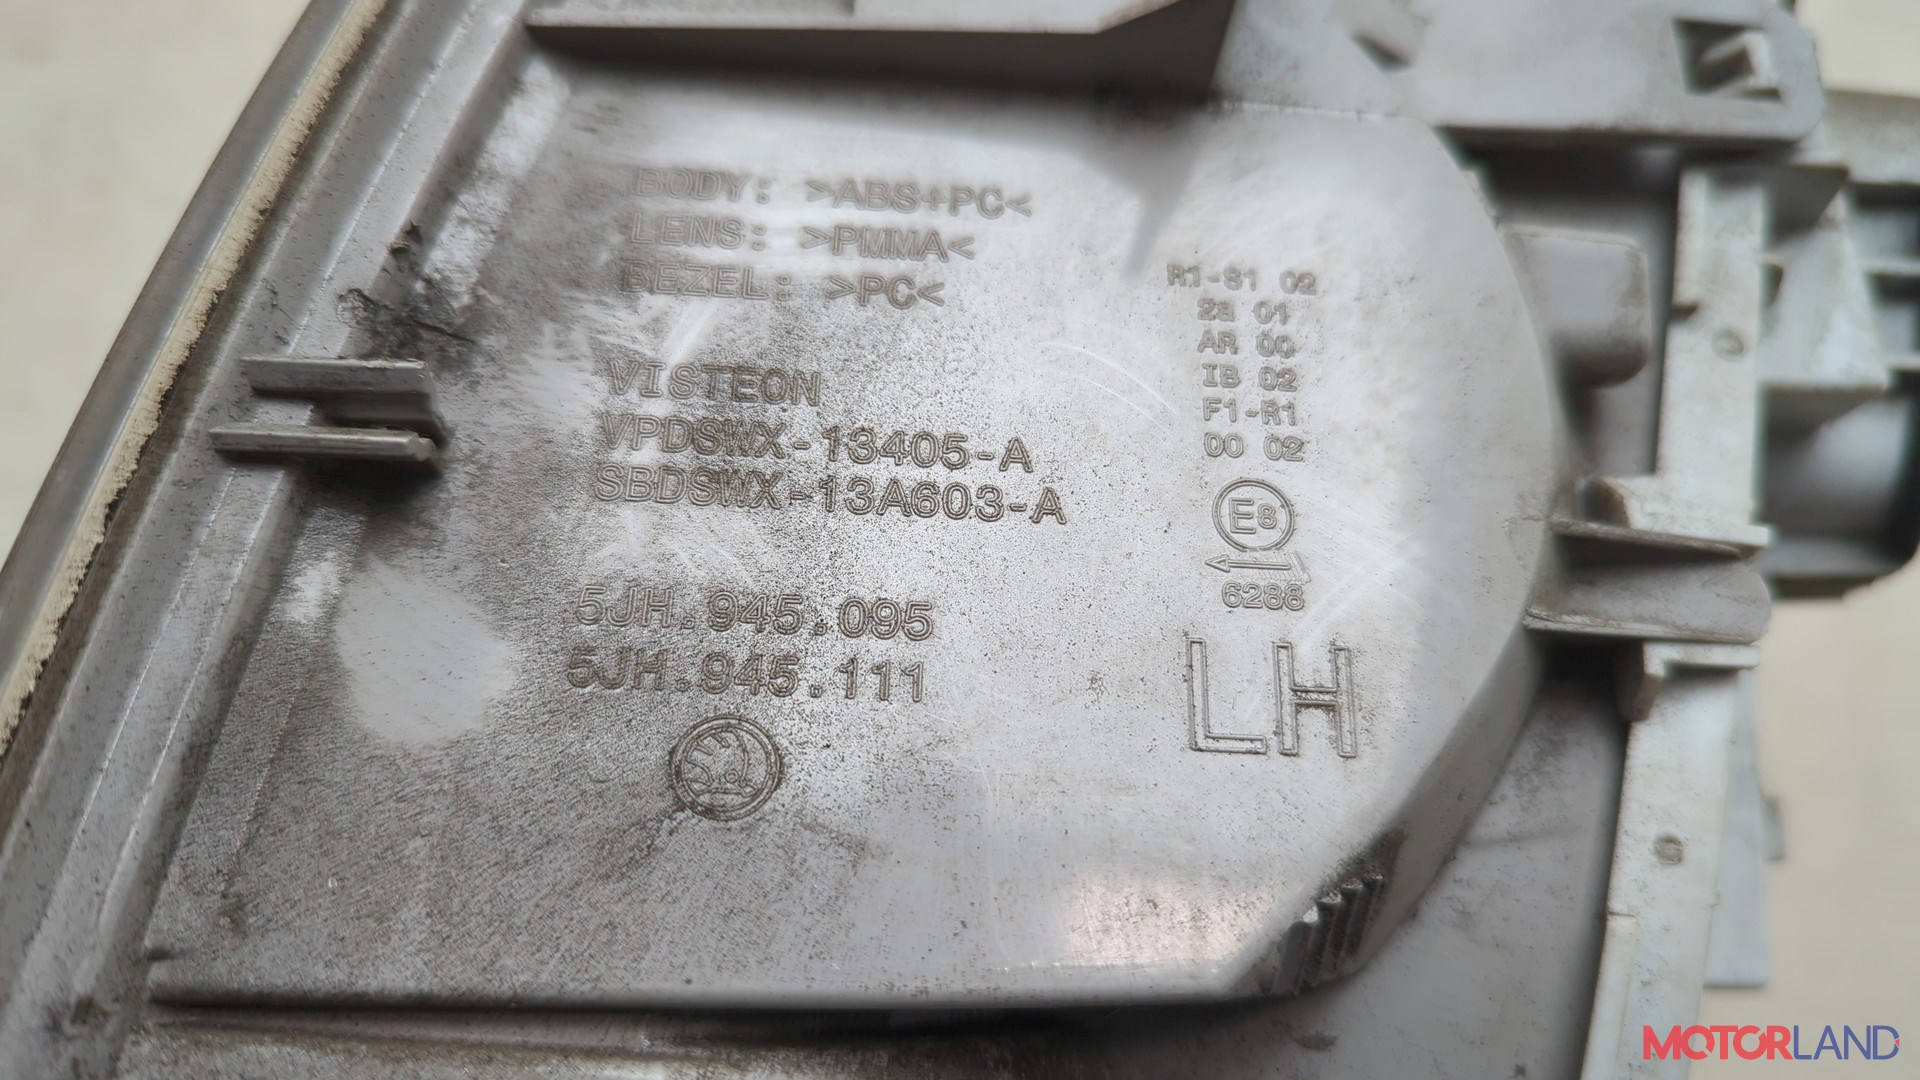 BODY: >ABS+PC<
LENS: >PMMA<
BEZEL: >PC<
VISTEON
VPDSWX-13405-A
SBDSWX-13A603-A
5JH.945.095
5JH.945.111
R1-S1 02
2a 01
AR 00
IB 02
F1-R1
00 02
E8
6288
LH
MOTORLAND